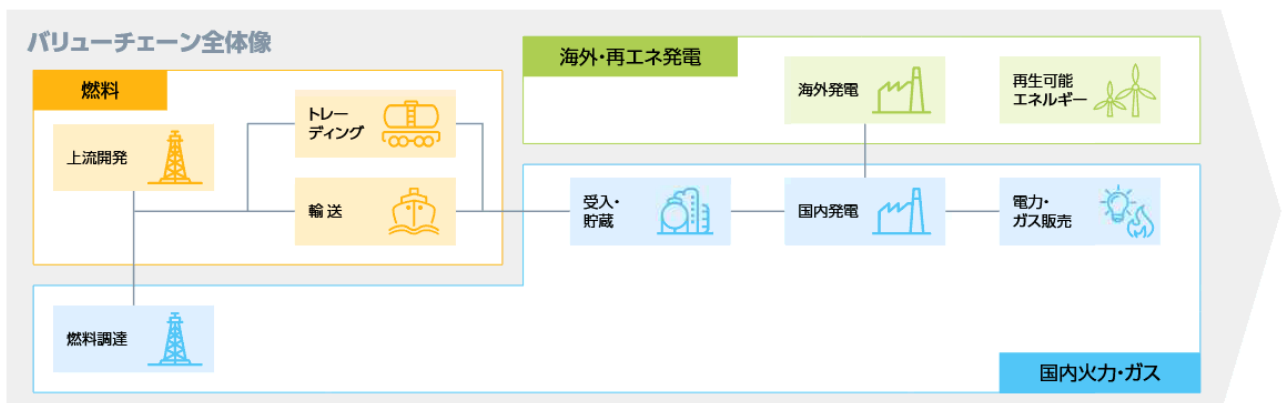 バリューチェーン全体像
燃料
上流開発
トレー
ディング
輸送
燃料調達
海外・再エネ発電
海外発電
再生可能
エネルギー
受入・
貯蔵
国内発電
電力・
ガス販売
国内火力・ガス